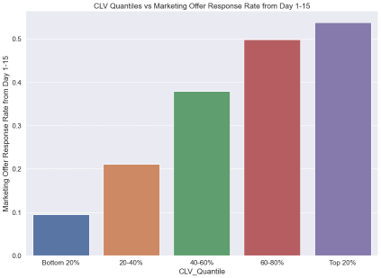 CLV Quantiles vs Marketing Offer Response Rate from Day 1-15
Marketing Offer Response Rate from Day 1-15
0.5
0.4
0.3
0.2
0.1
0.0
Bottom 20%
20-40%
40-60%
60-80%
Top 20%
CLV_Quantile